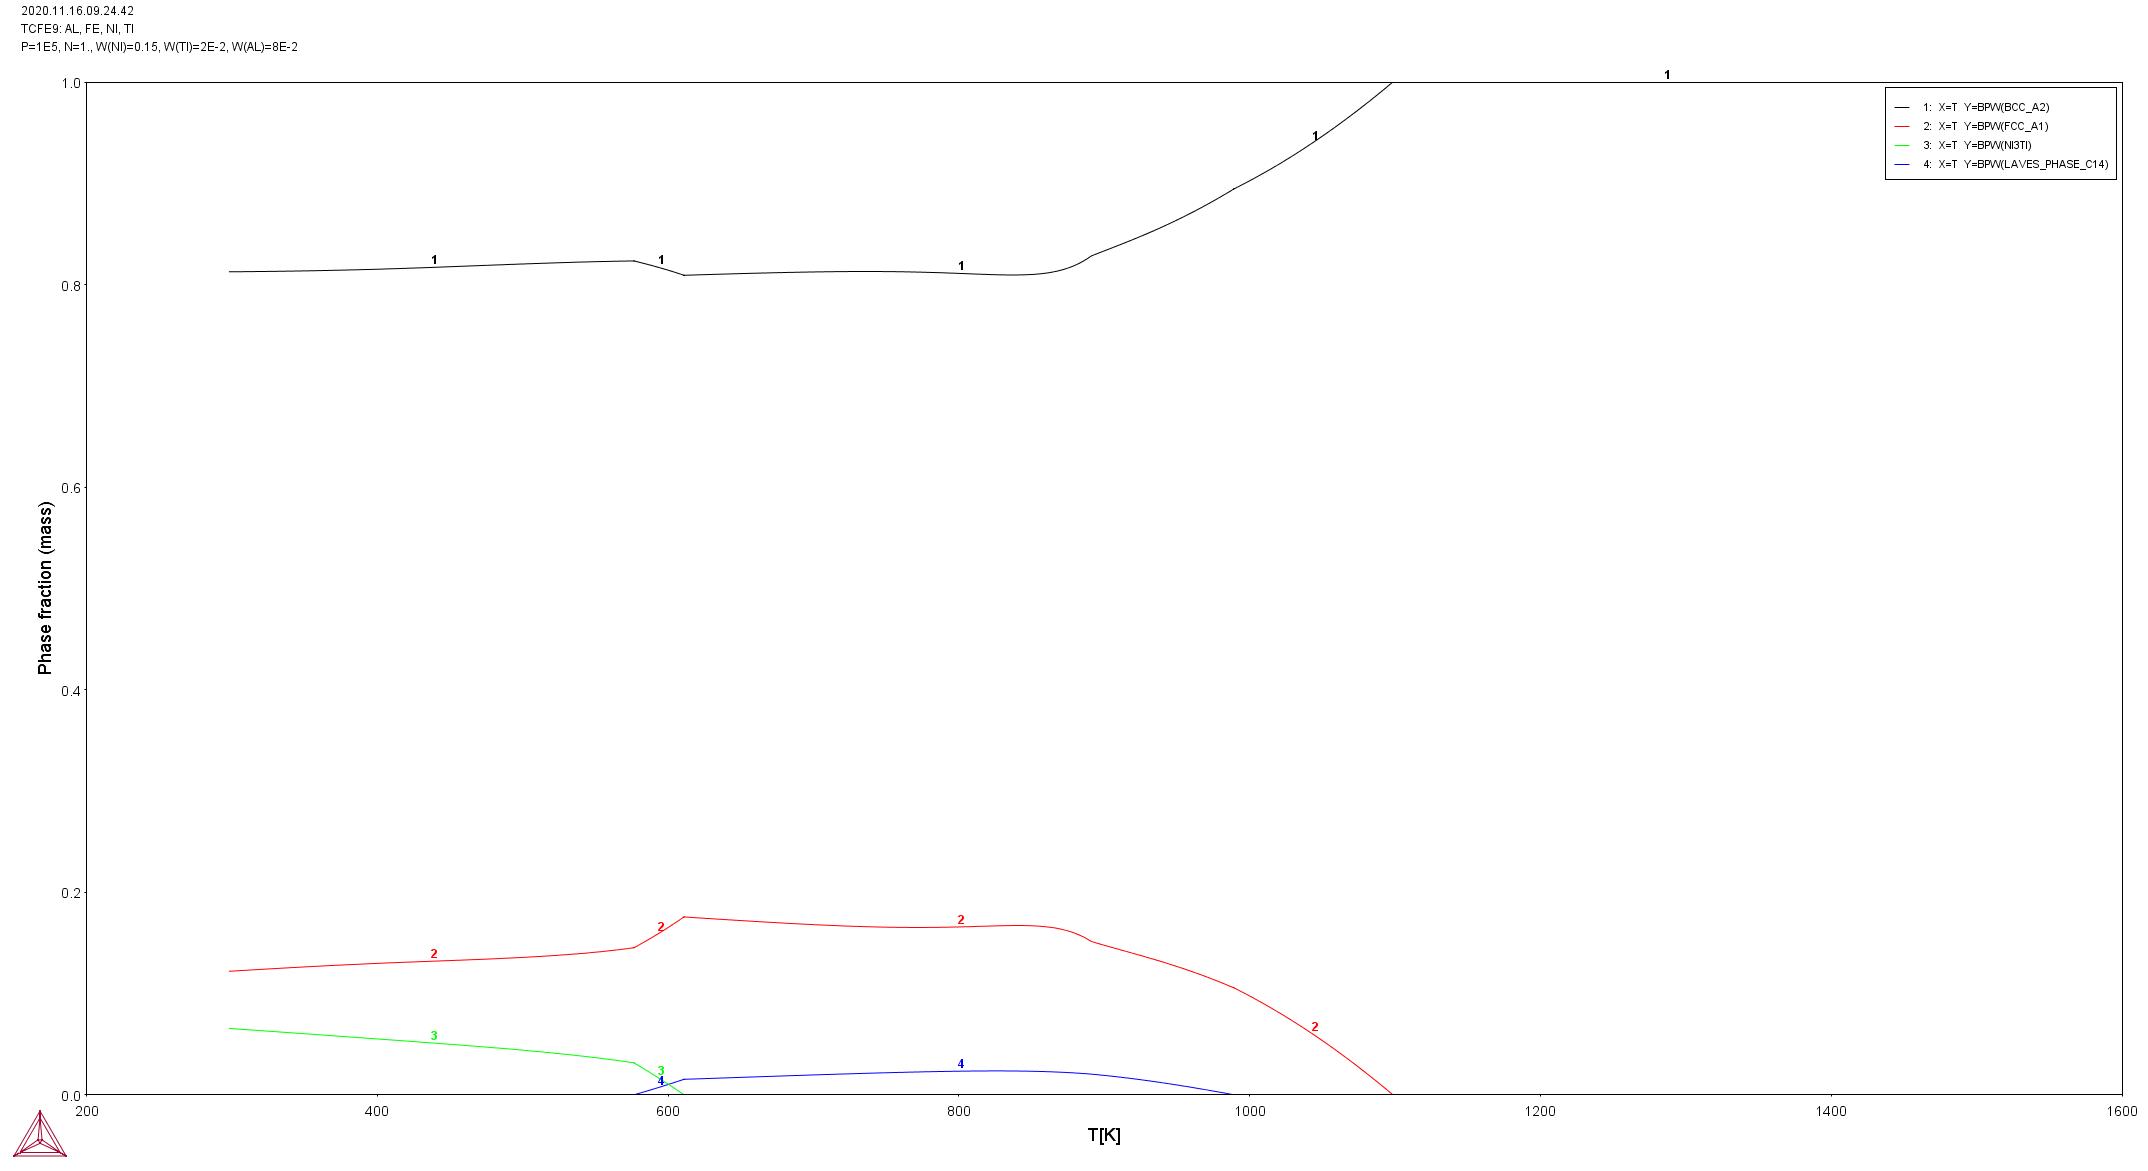 2020.11.16.09.24.42
TCFE9: AL, FE, NI, TI
P=1E5, N=1., W(NI)=0.15, W(TI)=2E-2, W(AL)=8E-2
1
1.0
1: X=T Y=BPW(BCC_A2)
2: X=T Y=BPW(FCC_A1)
3: X=T Y=BPW(NI3TI)
4: X=T Y=BPW(LAVES_PHASE_C14)
1
1 1 1
0.8
0.6
Phase fraction (mass)
0.4
0.2
2 2 2
2
3 3 4
4
0.0
200 400 600 800 1000 1200 1400 1600
T[K]